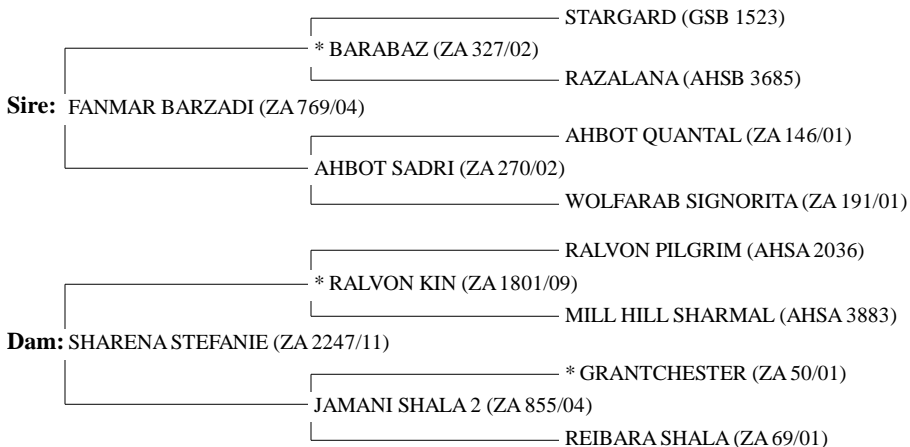 STARGARD (GSB 1523)
* BARABAZ (ZA 327/02)
RAZALANA (AHSB 3685)
Sire: FANMAR BARZADI (ZA 769/04)
AHBOT QUANTAL (ZA 146/01)
AHBOT SADRI (ZA 270/02)
WOLFARAB SIGNORITA (ZA 191/01)
RALVON PILGRIM (AHSA 2036)
* RALVON KIN (ZA 1801/09)
MILL HILL SHARMAL (AHSA 3883)
Dam: SHARENA STEFANIE (ZA 2247/11)
* GRANTCHESTER (ZA 50/01)
JAMANI SHALA 2 (ZA 855/04)
REIBARA SHALA (ZA 69/01)